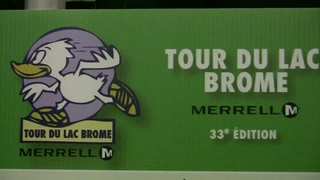 TOUR DU LAC BROME
MERRELL M
TOUR DU LAC
BROME
MERRELL M
33e ÉDITION